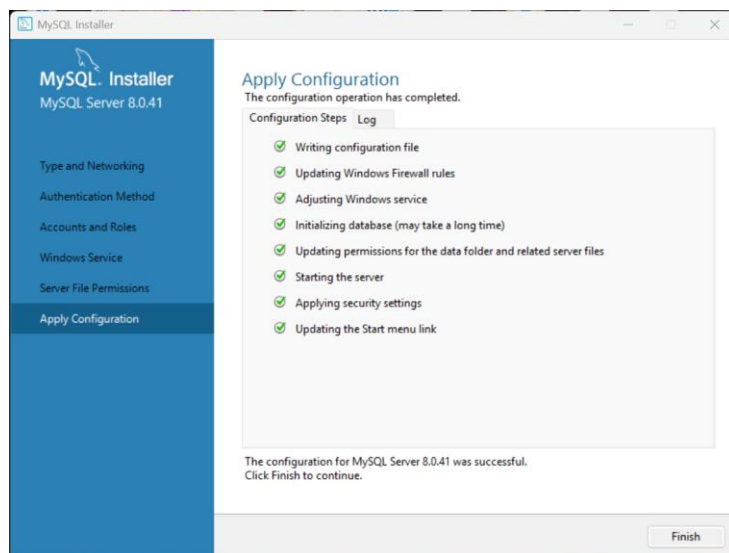 MySQL Installer
MySQL. Installer
MySQL Server 8.0.41
Type and Networking
Authentication Method
Accounts and Roles
Windows Service
Server File Permissions
Apply Configuration
Apply Configuration
The configuration operation has completed.
Configuration Steps Log
Writing configuration file
Updating Windows Firewall rules
Adjusting Windows service
Initializing database (may take a long time)
Updating permissions for the data folder and related server files
Starting the server
Applying security settings
Updating the Start menu link
The configuration for MySQL Server 8.0.41 was successful.
Click Finish to continue.
Finish